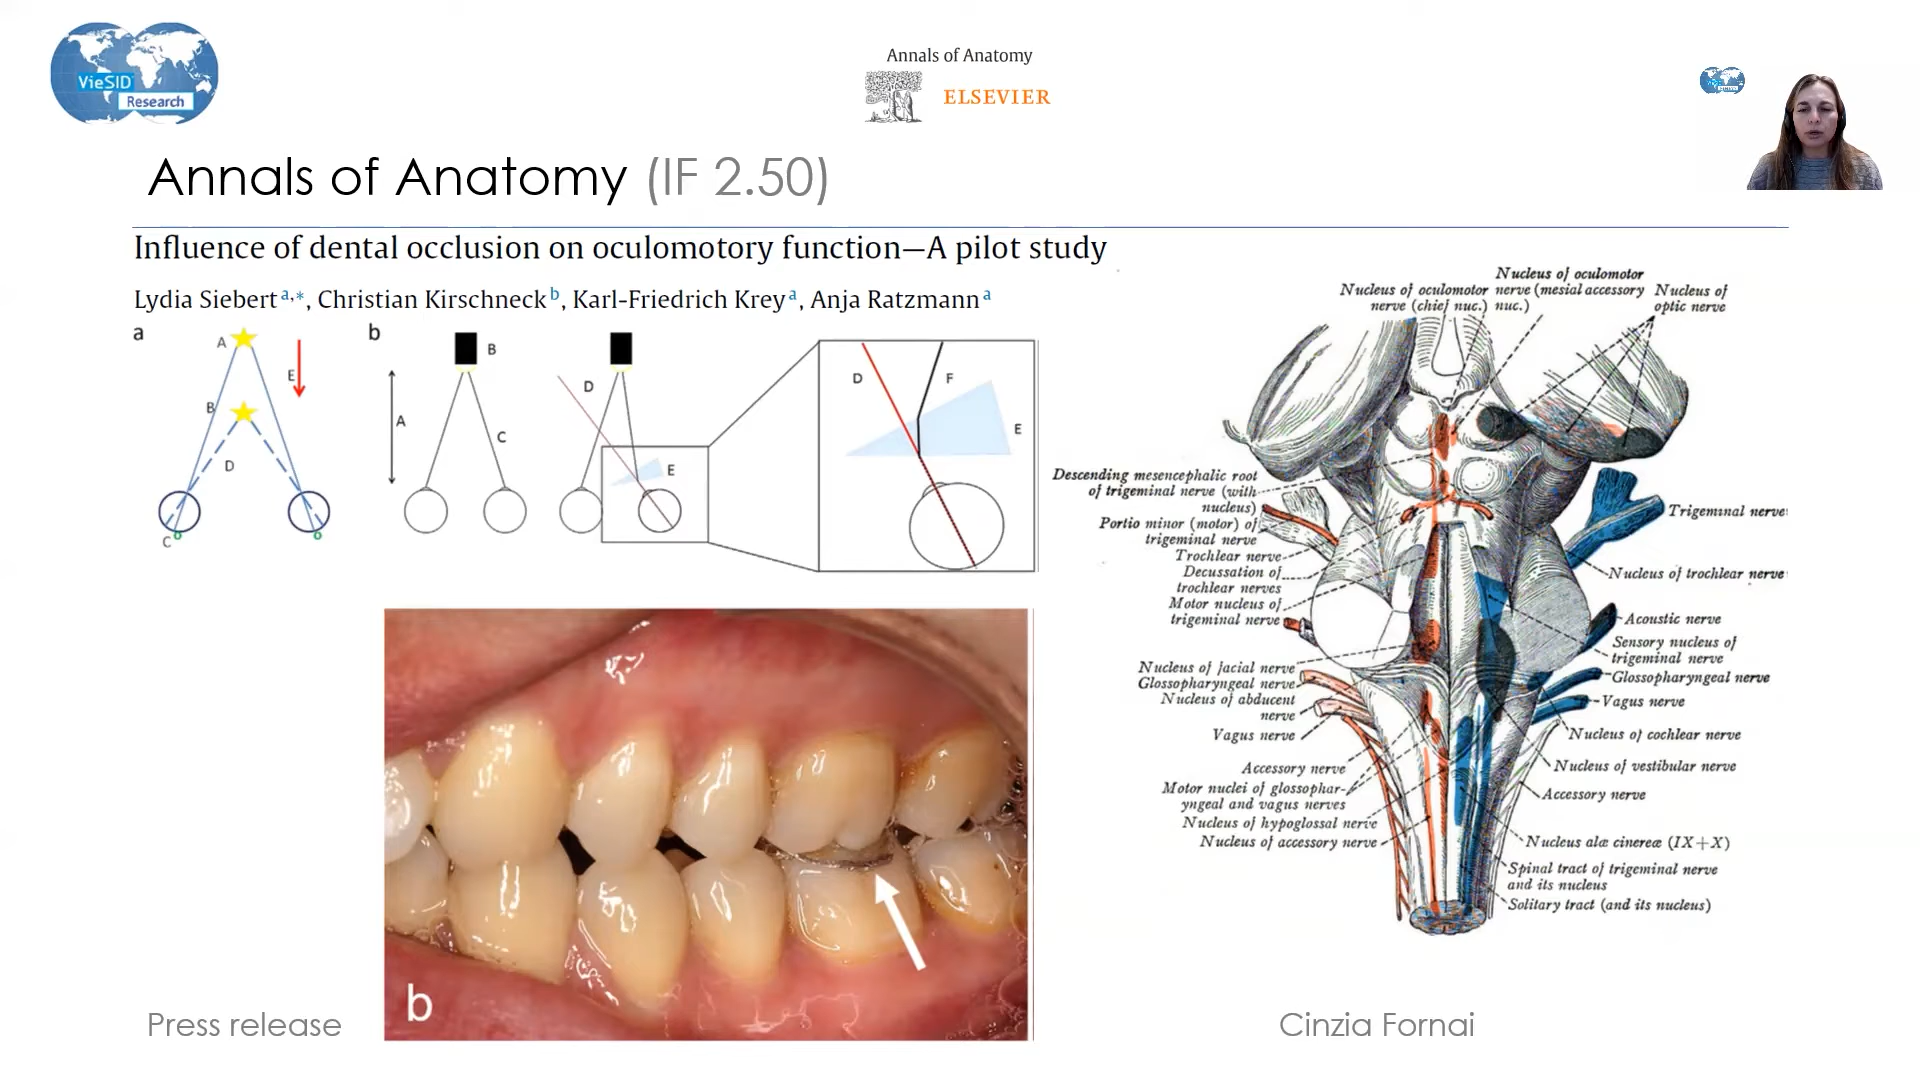 VieSID
Research
Annals of Anatomy
ELSEVIER
Annals of Anatomy (IF 2.50)
Influence of dental occlusion on oculomotory function—A pilot study
Lydia Siebert a,*, Christian Kirschneck b, Karl-Friedrich Krey a, Anja Ratzmann a
a
A
E
B
D
C
b
B
A
C
D
E
D
F
E
b
Nucleus of oculomotor
nerve (chief nuc.)
Nucleus of oculomotor
nerve (mesial accessory
nuc.)
Nucleus of
optic nerve
Descending mesencephalic root
of trigeminal nerve (with
nucleus)
Portio minor (motor) of
trigeminal nerve
Trochlear nerve
Decussation of
trochlear nerves
Motor nucleus of
trigeminal nerve
Nucleus of facial nerve
Glossopharyngeal nerve
Nucleus of abducent
nerve
Vagus nerve
Accessory nerve
Motor nuclei of glossophar-
yngeal and vagus nerves
Nucleus of hypoglossal nerve
Nucleus of accessory nerve
Trigeminal nerve
Nucleus of trochlear nerve
Acoustic nerve
Sensory nucleus of
trigeminal nerve
Glossopharyngeal nerve
Vagus nerve
Nucleus of cochlear nerve
Nucleus of vestibular nerve
Accessory nerve
Nucleus alæ cinereæ (IX+X)
Spinal tract of trigeminal nerve
and its nucleus
Solitary tract (and its nucleus)
Press release
Cinzia Fornai